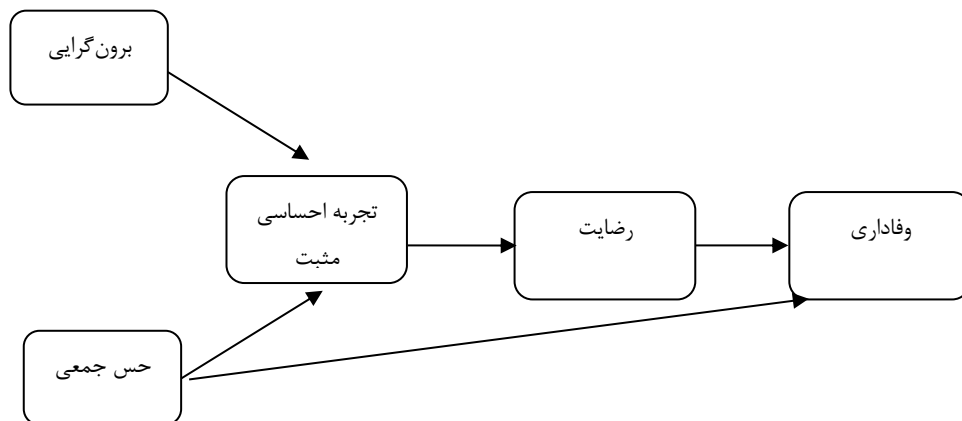 برون‌گرایی
تجربه احساسی
مثبت
رضایت
وفاداری
حس جمعی